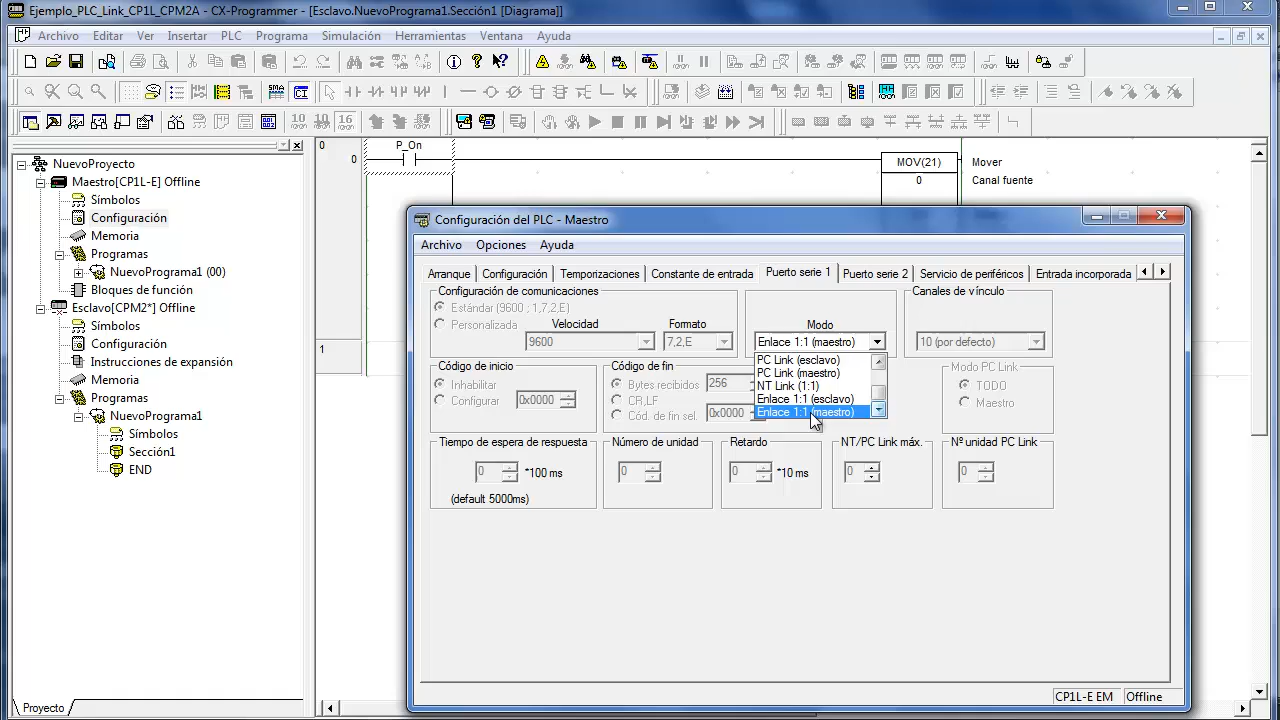 Ejemplo_PLC_Link_CP1L_CPM2A - CX-Programmer - [Esclavo.NuevoPrograma1.Sección1 [Diagrama]]
Archivo Editar Ver Insertar PLC Programa Simulación Herramientas Ventana Ayuda
NuevoProyecto
Maestro[CP1L-E] Offline
Símbolos
Configuración
Memoria
Programas
NuevoPrograma1 (00)
Bloques de función
Esclavo[CPM2*] Offline
Símbolos
Configuración
Instrucciones de expansión
Memoria
Programas
NuevoPrograma1
Símbolos
Sección1
END
Proyecto
0
0
P_On
MOV(21)
Mover
0
Canal fuente
1
Configuración del PLC - Maestro
Archivo Opciones Ayuda
Arranque Configuración Temporizaciones Constante de entrada Puerto serie 1 Puerto serie 2 Servicio de periféricos Entrada incorporada
Configuración de comunicaciones
Estándar (9600 ; 1,7,2,E)
Personalizada
Velocidad
9600
Formato
7,2,E
Modo
Enlace 1:1 (maestro)
PC Link (esclavo)
PC Link (maestro)
NT Link (1:1)
Enlace 1:1 (esclavo)
Enlace 1:1 (maestro)
Canales de vínculo
10 (por defecto)
Código de inicio
Inhabilitar
Configurar
0x0000
Código de fin
Bytes recibidos
256
CR,LF
Cód. de fin sel.
0x0000
Modo PC Link
TODO
Maestro
Tiempo de espera de respuesta
0 *100 ms
(default 5000ms)
Número de unidad
0
Retardo
0 *10 ms
NT/PC Link máx.
0
Nº unidad PC Link
0
CP1L-E EM Offline